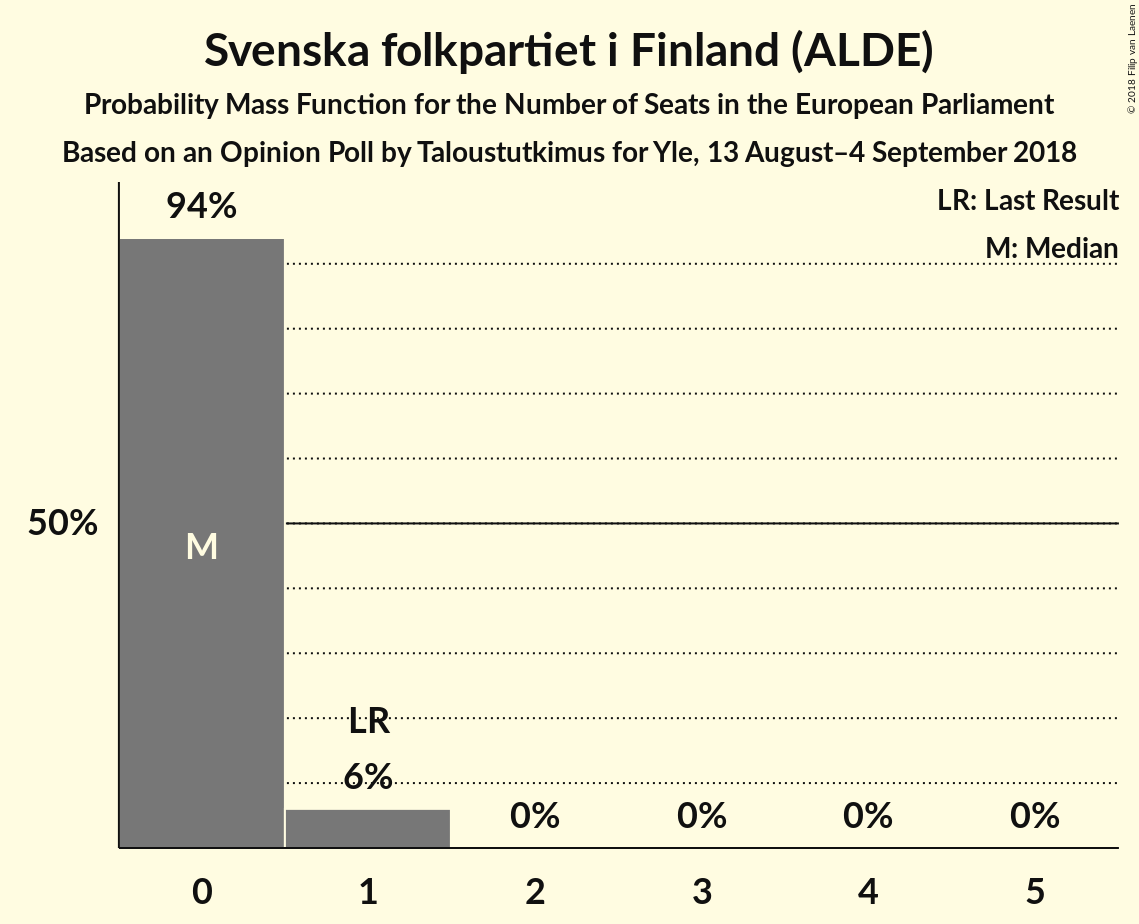 Svenska folkpartiet i Finland (ALDE)
Probability Mass Function for the Number of Seats in the European Parliament
Based on an Opinion Poll by Taloustutkimus for Yle, 13 August–4 September 2018
© 2018 Filip van Laenen
LR: Last Result
M: Median
94%
50%
M
LR
6%
0% 0% 0% 0%
0 1 2 3 4 5